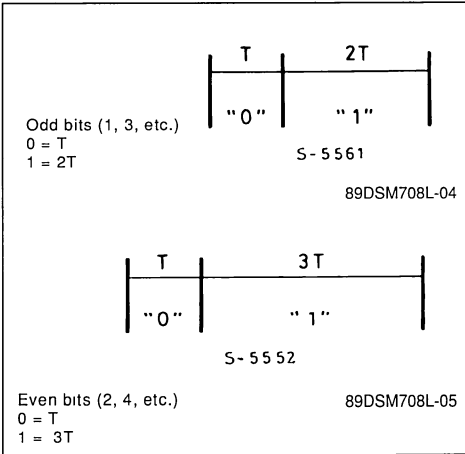 T 2T
"0" "1"
Odd bits (1, 3, etc.)
0 = T
1 = 2T
S-5561
89DSM708L-04
T 3T
"0" "1"
S-5552
Even bits (2, 4, etc.)
0 = T
1 = 3T
89DSM708L-05